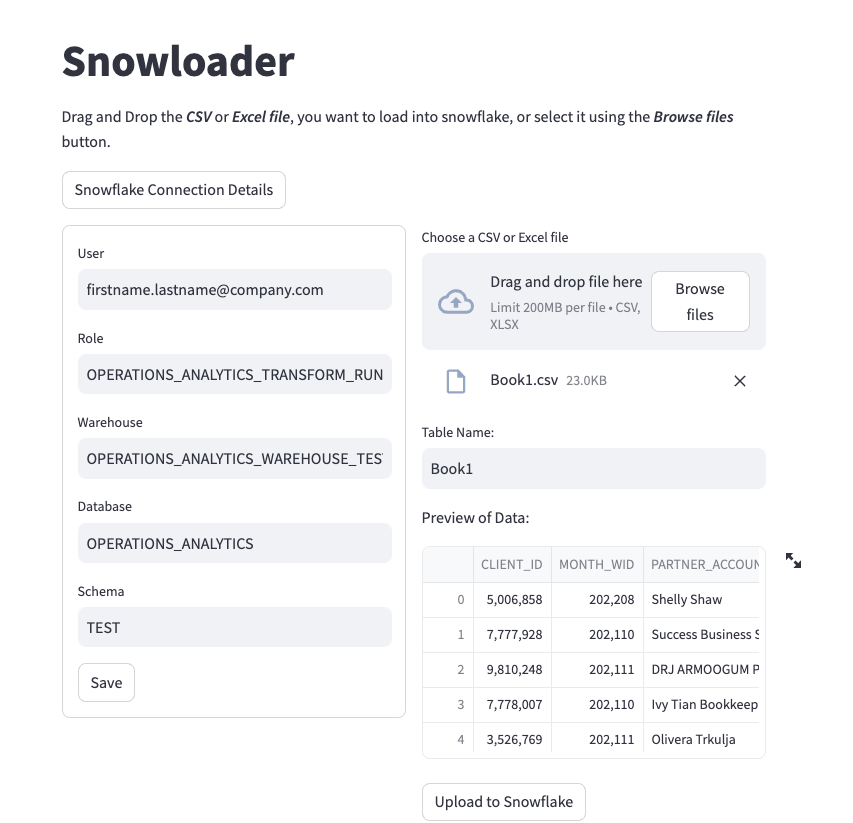 Snowloader
Drag and Drop the CSV or Excel file, you want to load into snowflake, or select it using the Browse files
button.
Snowflake Connection Details
User
firstname.lastname@company.com
Role
OPERATIONS_ANALYTICS_TRANSFORM_RUN
Warehouse
OPERATIONS_ANALYTICS_WAREHOUSE_TES
Database
OPERATIONS_ANALYTICS
Schema
TEST
Save
Choose a CSV or Excel file
Drag and drop file here
Limit 200MB per file • CSV,
XLSX
Browse
files
Book1.csv 23.0KB
Table Name:
Book1
Preview of Data:
CLIENT_ID MONTH_WID PARTNER_ACCOUN
0 5,006,858 202,208 Shelly Shaw
1 7,777,928 202,110 Success Business S
2 9,810,248 202,111 DRJ ARMOOGUM P
3 7,778,007 202,110 Ivy Tian Bookkeep
4 3,526,769 202,111 Olivera Trkulja
Upload to Snowflake